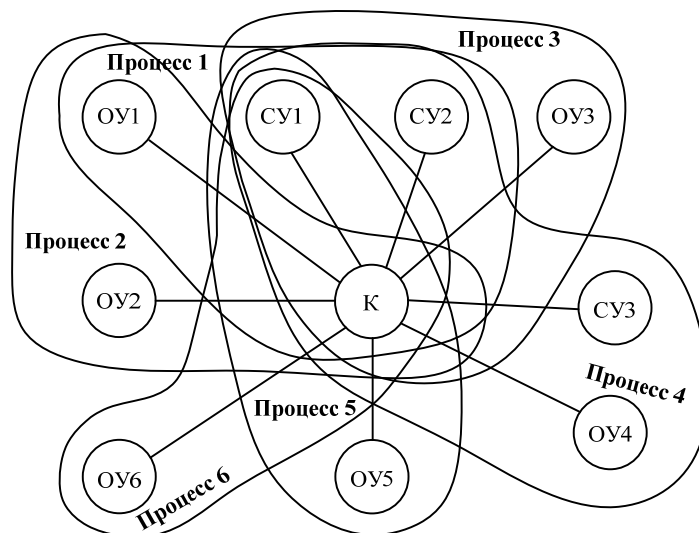 Процесс 3
Процесс 1
ОУ1
СУ1
СУ2
ОУ3
Процесс 2
ОУ2
К
СУ3
Процесс 4
Процесс 5
ОУ4
ОУ6
Процесс 6
ОУ5